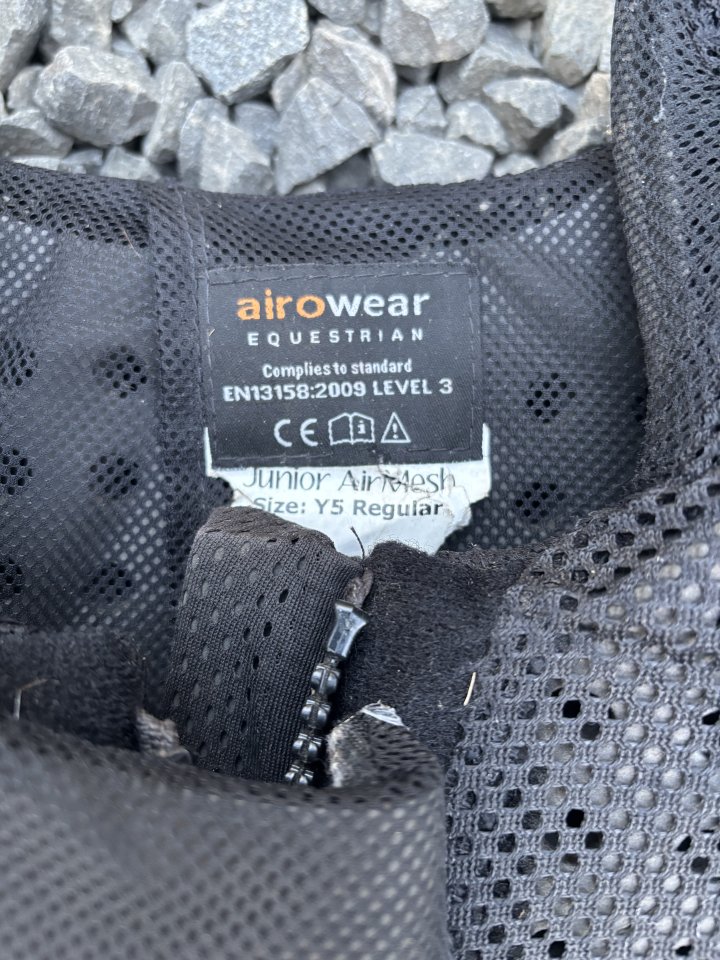 airowear
EQUESTRIAN
Complies to standard
EN13158:2009 LEVEL 3
CE
Junior AirMesh
Size: Y5 Regular